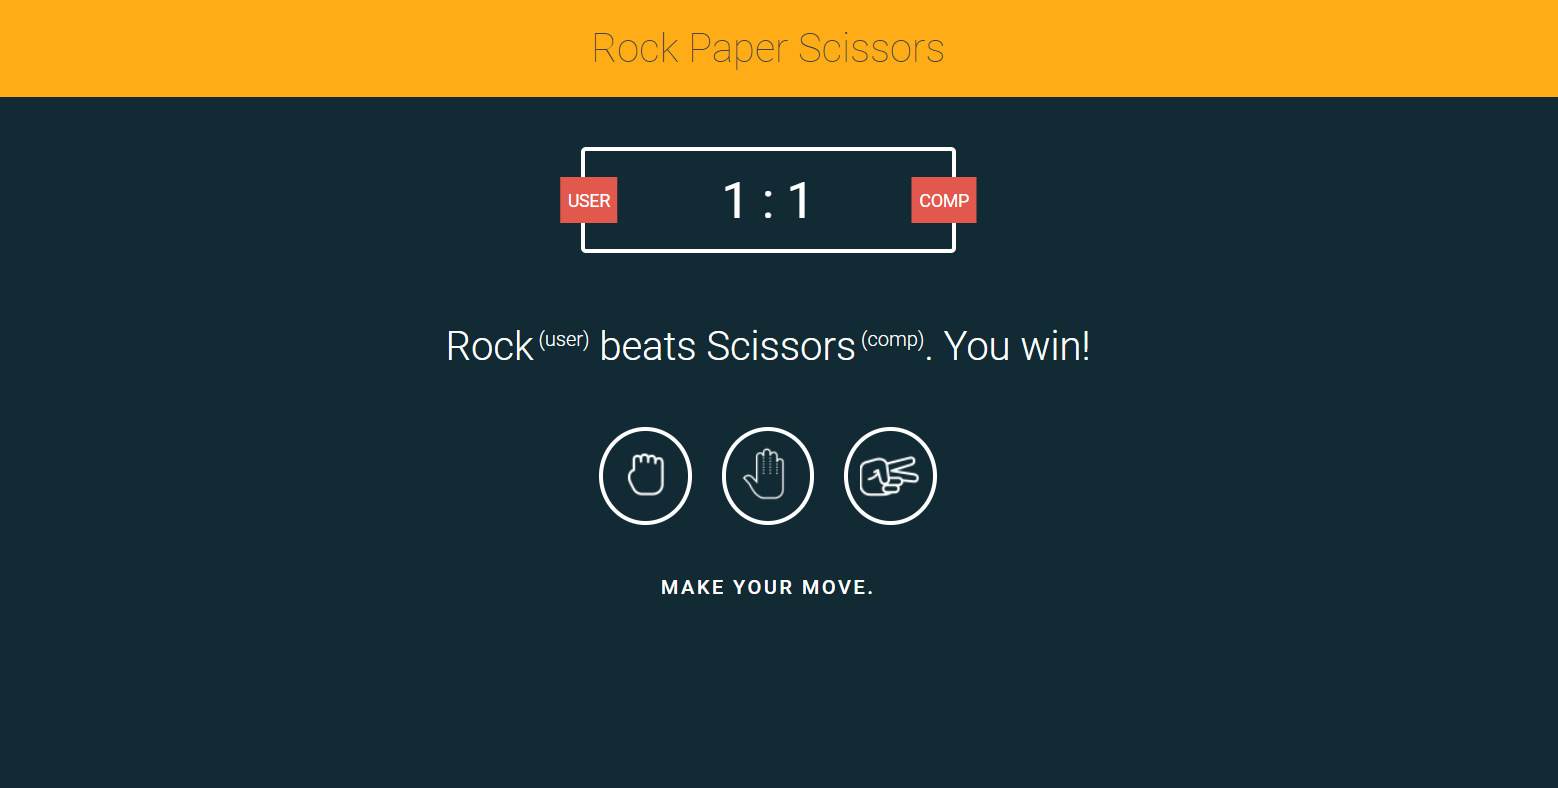 Rock Paper Scissors
USER 1 : 1 COMP
Rock (user) beats Scissors (comp). You win!
MAKE YOUR MOVE.